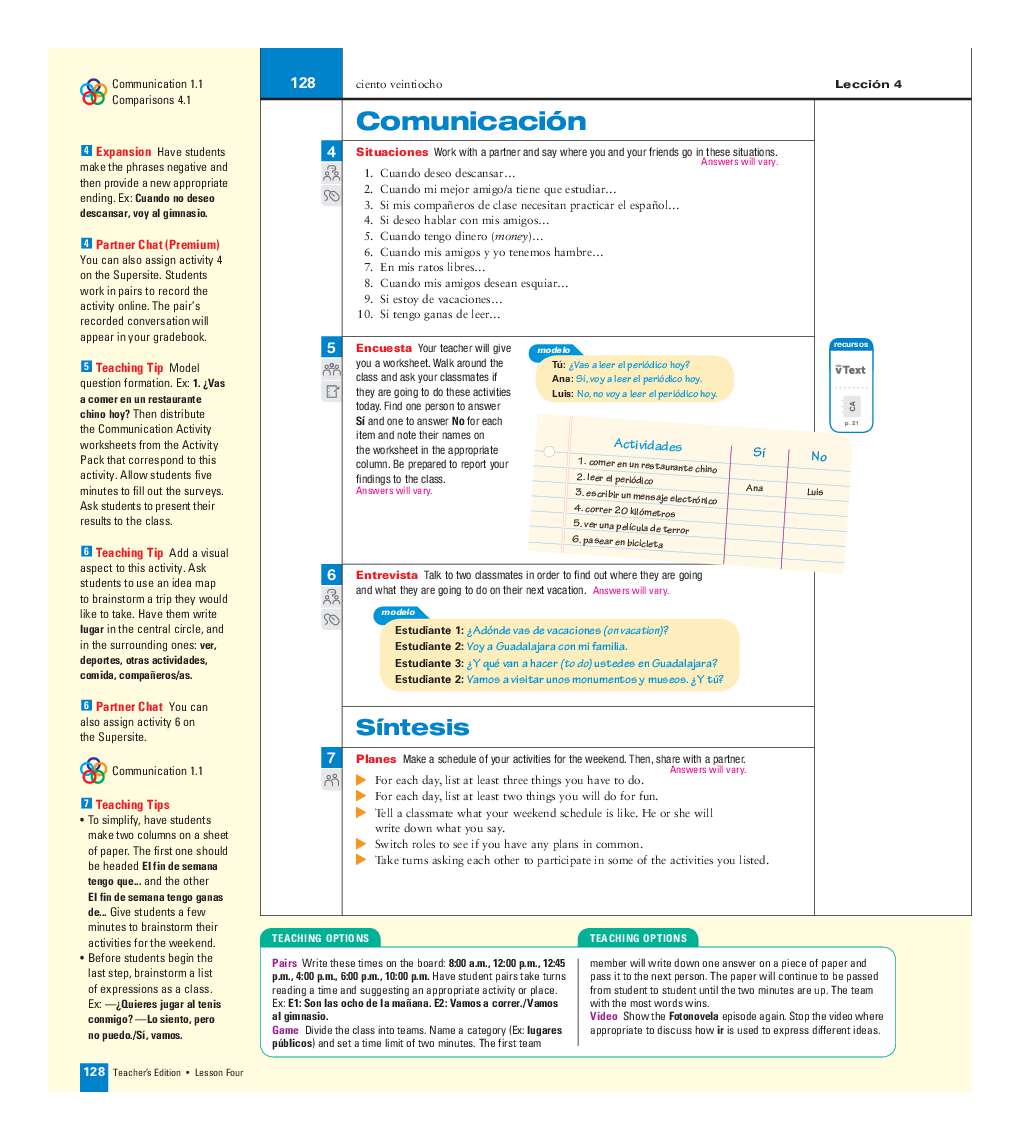 Communication 1.1
Comparisons 4.1
4 Expansion Have students
make the phrases negative and
then provide a new appropriate
ending. Ex: Cuando no deseo
descansar, voy al gimnasio.
4 Partner Chat (Premium)
You can also assign activity 4
on the Supersite. Students
work in pairs to record the
activity online. The pair's
recorded conversation will
appear in your gradebook.
5 Teaching Tip Model
question formation. Ex: 1. ¿Vas
a comer en un restaurante
chino hoy? Then distribute
the Communication Activity
worksheets from the Activity
Pack that correspond to this
activity. Allow students five
minutes to fill out the surveys.
Ask students to present their
results to the class.
6 Teaching Tip Add a visual
aspect to this activity. Ask
students to use an idea map
to brainstorm a trip they would
like to take. Have them write
lugar in the central circle, and
in the surrounding ones: ver,
deportes, otras actividades,
comida, compañeros/as.
6 Partner Chat You can
also assign activity 6 on
the Supersite.
Communication 1.1
7 Teaching Tips
• To simplify, have students
make two columns on a sheet
of paper. The first one should
be headed El fin de semana
tengo que... and the other
El fin de semana tengo ganas
de... Give students a few
minutes to brainstorm their
activities for the weekend.
• Before students begin the
last step, brainstorm a list
of expressions as a class.
Ex: —¿Quieres jugar al tenis
conmigo? —Lo siento, pero
no puedo./Sí, vamos.
128 ciento veintiocho Lección 4
Comunicación
4 Situaciones Work with a partner and say where you and your friends go in these situations.
Answers will vary.
1. Cuando deseo descansar…
2. Cuando mi mejor amigo/a tiene que estudiar…
3. Si mis compañeros de clase necesitan practicar el español…
4. Si deseo hablar con mis amigos…
5. Cuando tengo dinero (money)…
6. Cuando mis amigos y yo tenemos hambre…
7. En mis ratos libres…
8. Cuando mis amigos desean esquiar…
9. Si estoy de vacaciones…
10. Si tengo ganas de leer…
5 Encuesta Your teacher will give
you a worksheet. Walk around the
class and ask your classmates if
they are going to do these activities
today. Find one person to answer
Sí and one to answer No for each
item and note their names on
the worksheet in the appropriate
column. Be prepared to report your
findings to the class.
Answers will vary.
modelo
Tú: ¿Vas a leer el periódico hoy?
Ana: Sí, voy a leer el periódico hoy.
Luis: No, no voy a leer el periódico hoy.
Actividades Sí No
1. comer en un restaurante chino
2. leer el periódico Ana Luis
3. escribir un mensaje electrónico
4. correr 20 kilómetros
5. ver una película de terror
6. pasear en bicicleta
recursos
vText
CA
p. 21
6 Entrevista Talk to two classmates in order to find out where they are going
and what they are going to do on their next vacation. Answers will vary.
modelo
Estudiante 1: ¿Adónde vas de vacaciones (on vacation)?
Estudiante 2: Voy a Guadalajara con mi familia.
Estudiante 3: ¿Y qué van a hacer (to do) ustedes en Guadalajara?
Estudiante 2: Vamos a visitar unos monumentos y museos. ¿Y tú?
Síntesis
7 Planes Make a schedule of your activities for the weekend. Then, share with a partner.
Answers will vary.
For each day, list at least three things you have to do.
For each day, list at least two things you will do for fun.
Tell a classmate what your weekend schedule is like. He or she will
write down what you say.
Switch roles to see if you have any plans in common.
Take turns asking each other to participate in some of the activities you listed.
TEACHING OPTIONS
Pairs Write these times on the board: 8:00 a.m., 12:00 p.m., 12:45
p.m., 4:00 p.m., 6:00 p.m., 10:00 p.m. Have student pairs take turns
reading a time and suggesting an appropriate activity or place.
Ex: E1: Son las ocho de la mañana. E2: Vamos a correr./Vamos
al gimnasio.
Game Divide the class into teams. Name a category (Ex: lugares
públicos) and set a time limit of two minutes. The first team
TEACHING OPTIONS
member will write down one answer on a piece of paper and
pass it to the next person. The paper will continue to be passed
from student to student until the two minutes are up. The team
with the most words wins.
Video Show the Fotonovela episode again. Stop the video where
appropriate to discuss how ir is used to express different ideas.
128 Teacher's Edition • Lesson Four